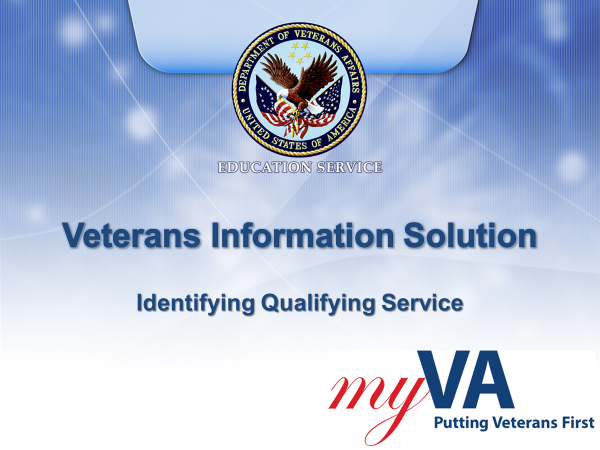 DEPARTMENT OF VETERANS AFFAIRS
UNITED STATES OF AMERICA
EDUCATION SERVICE
Veterans Information Solution
Identifying Qualifying Service
myVA
Putting Veterans First